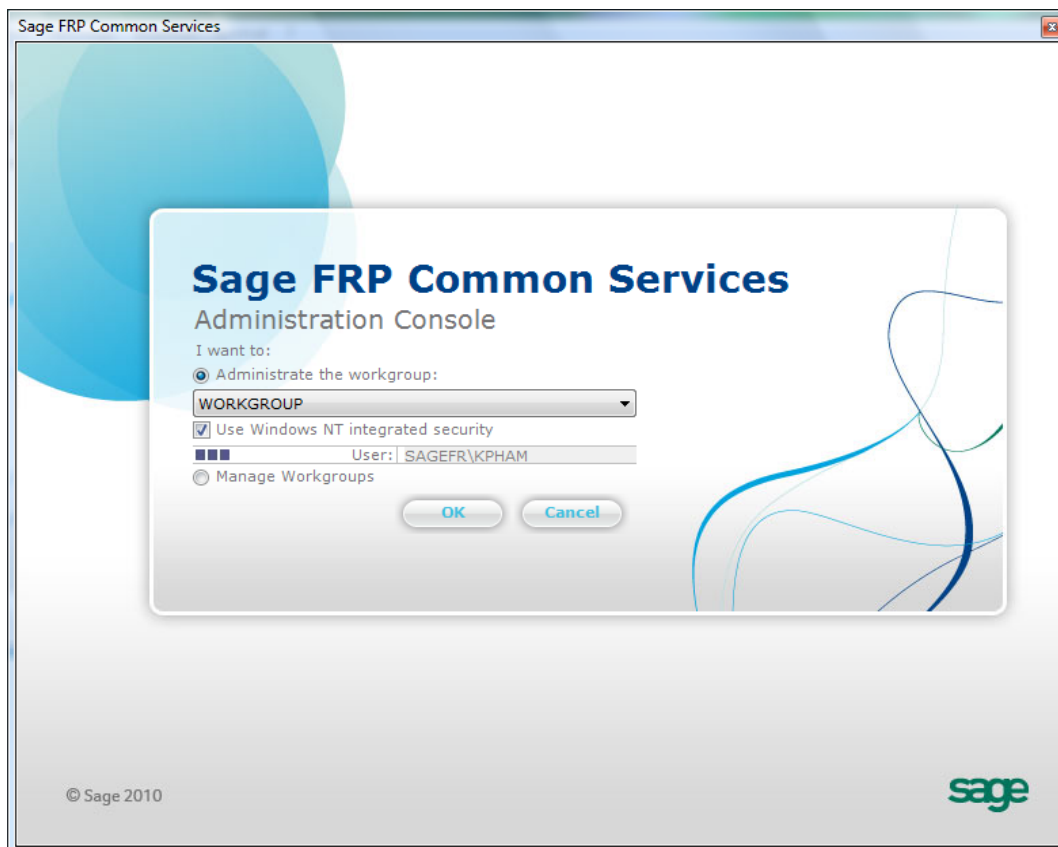 Sage FRP Common Services
Sage FRP Common Services
Administration Console
I want to:
Administrate the workgroup:
WORKGROUP
Use Windows NT integrated security
User: SAGEFR\KPHAM
Manage Workgroups
OK Cancel
© Sage 2010
sage